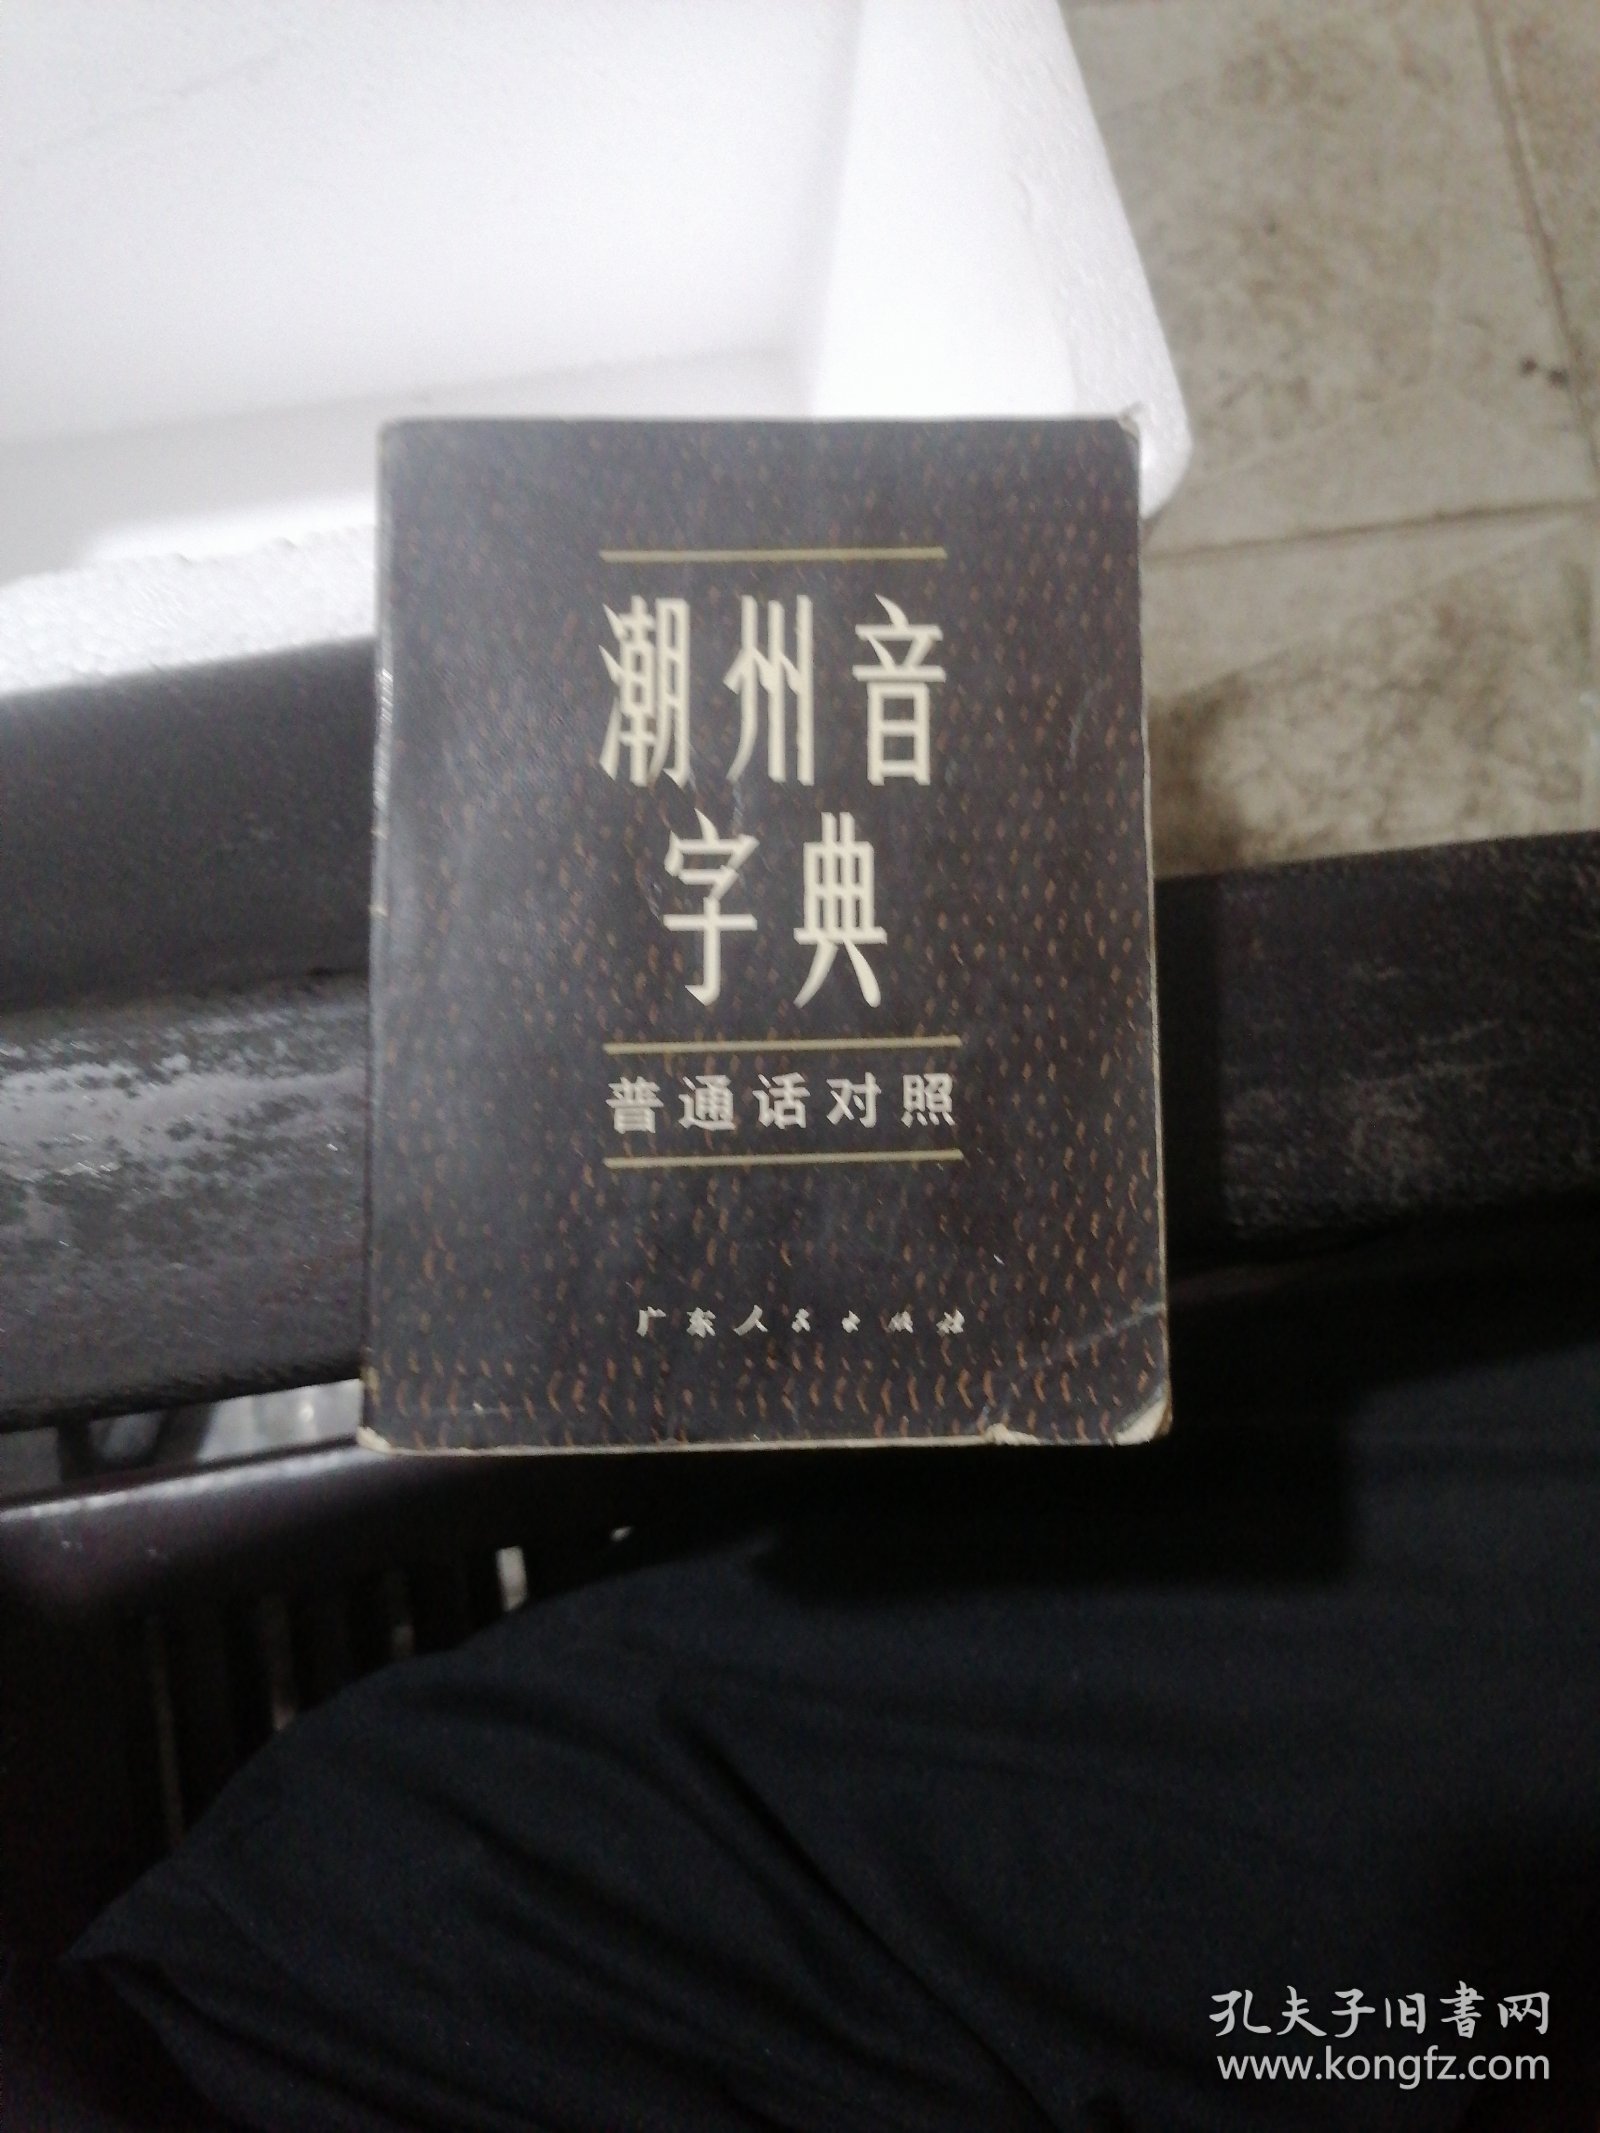 潮州音
字典
普通话对照
广东人民出版社
孔夫子旧書网
www.kongfz.com